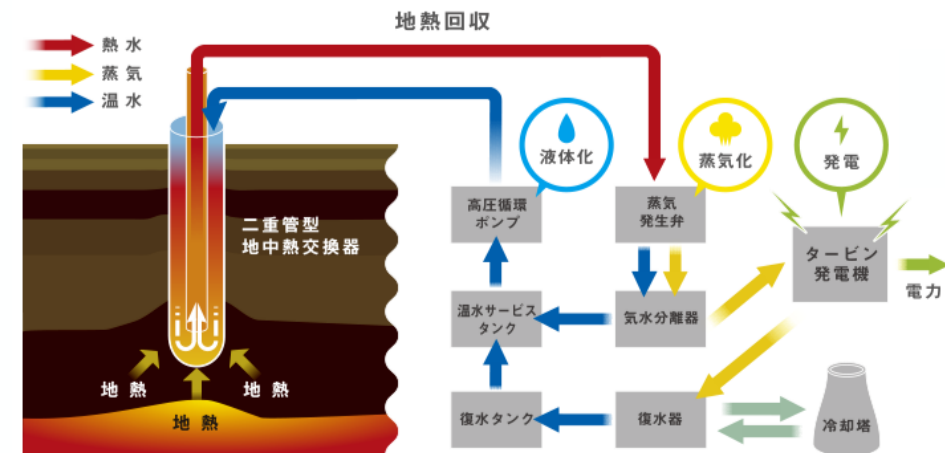 地熱回収
熱水
蒸気
温水
液体化
蒸気化
発電
高圧循環
ポンプ
蒸気
発生弁
二重管型
地中熱交換器
タービン
発電機
電力
温水サービス
タンク
気水分離器
地熱
地熱
地熱
復水タンク
復水器
冷却塔